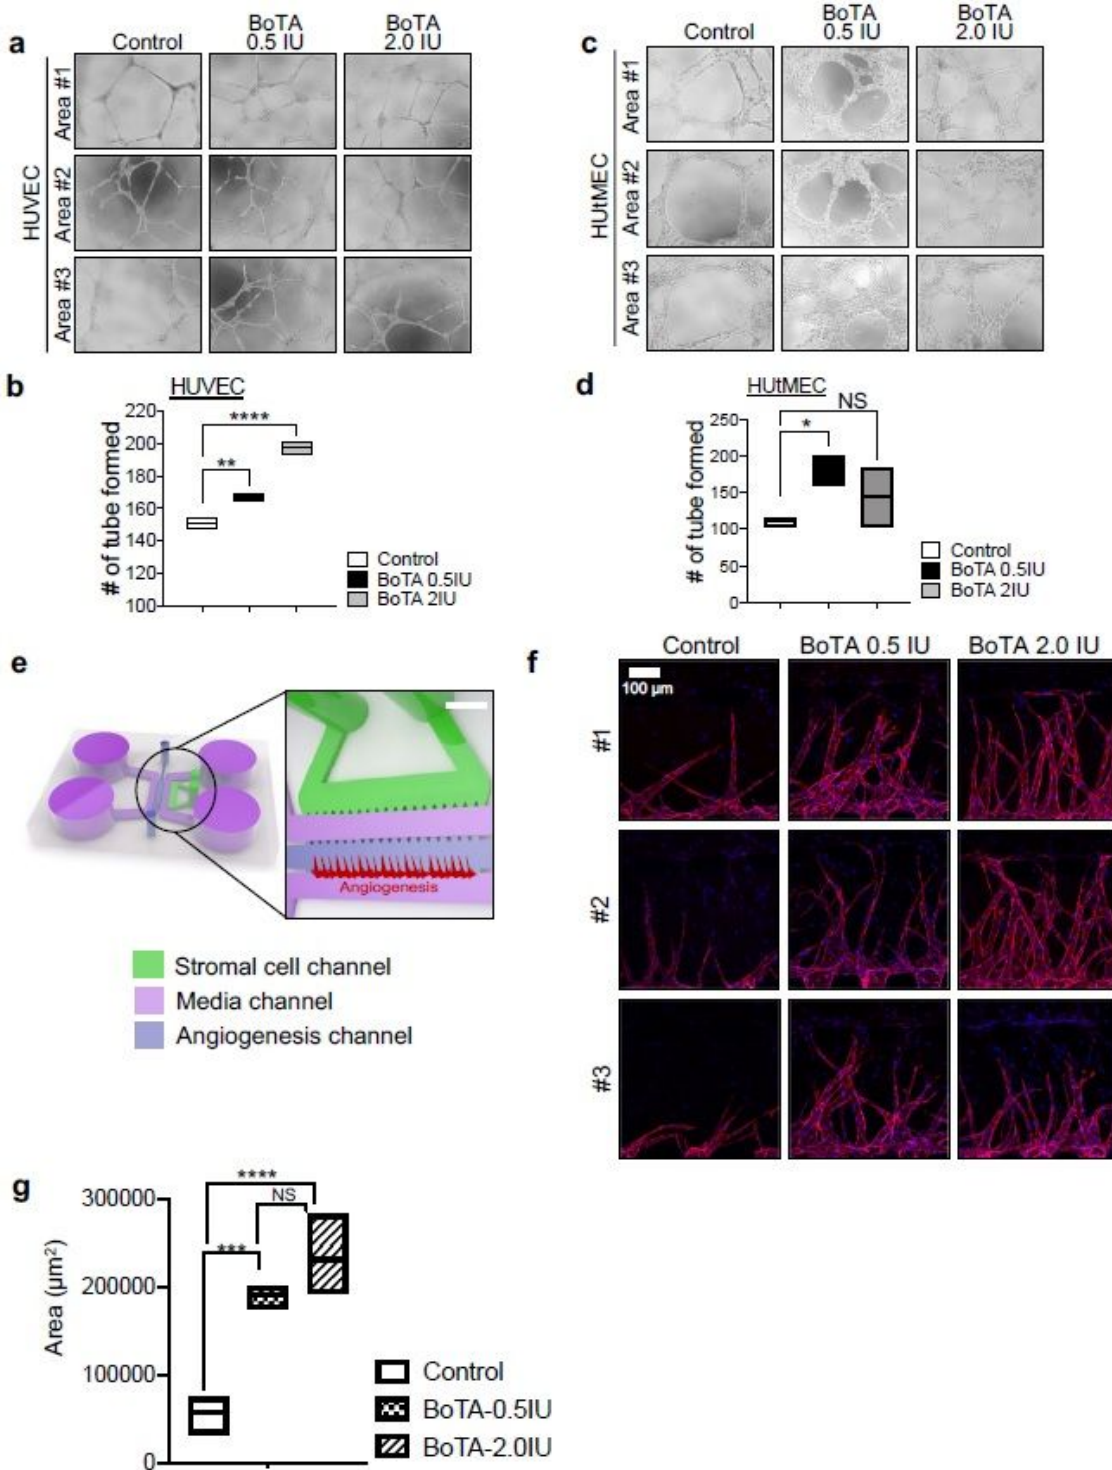 a
Control
BoTA
0.5 IU
BoTA
2.0 IU
HUVEC
Area #1
Area #2
Area #3
b
HUVEC
# of tube formed
220
200
180
160
140
120
100
****
**
Control
BoTA 0.5IU
BoTA 2IU
c
Control
BoTA
0.5 IU
BoTA
2.0 IU
HUtMEC
Area #1
Area #2
Area #3
d
HUtMEC
# of tube formed
250
200
150
100
50
0
NS
*
Control
BoTA 0.5IU
BoTA 2IU
e
Angiogenesis
Stromal cell channel
Media channel
Angiogenesis channel
f
Control
BoTA 0.5 IU
BoTA 2.0 IU
100 µm
#1
#2
#3
g
Area (µm²)
300000
200000
100000
0
****
NS
***
Control
BoTA-0.5IU
BoTA-2.0IU